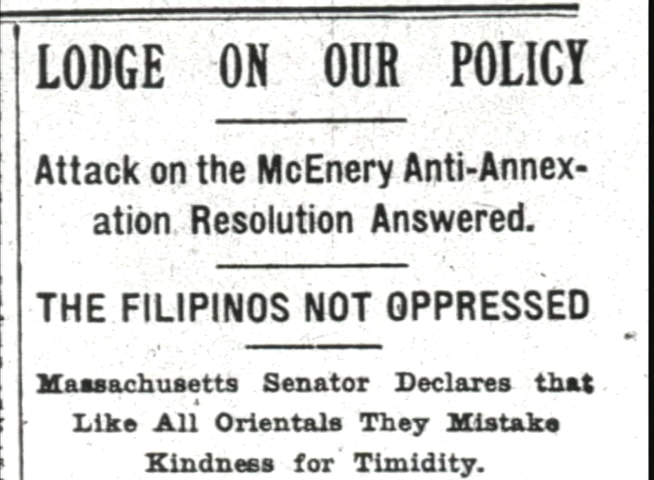 LODGE ON OUR POLICY
Attack on the McEnery Anti-Annex-
ation Resolution Answered.
THE FILIPINOS NOT OPPRESSED
Massachusetts Senator Declares that
Like All Orientals They Mistake
Kindness for Timidity.